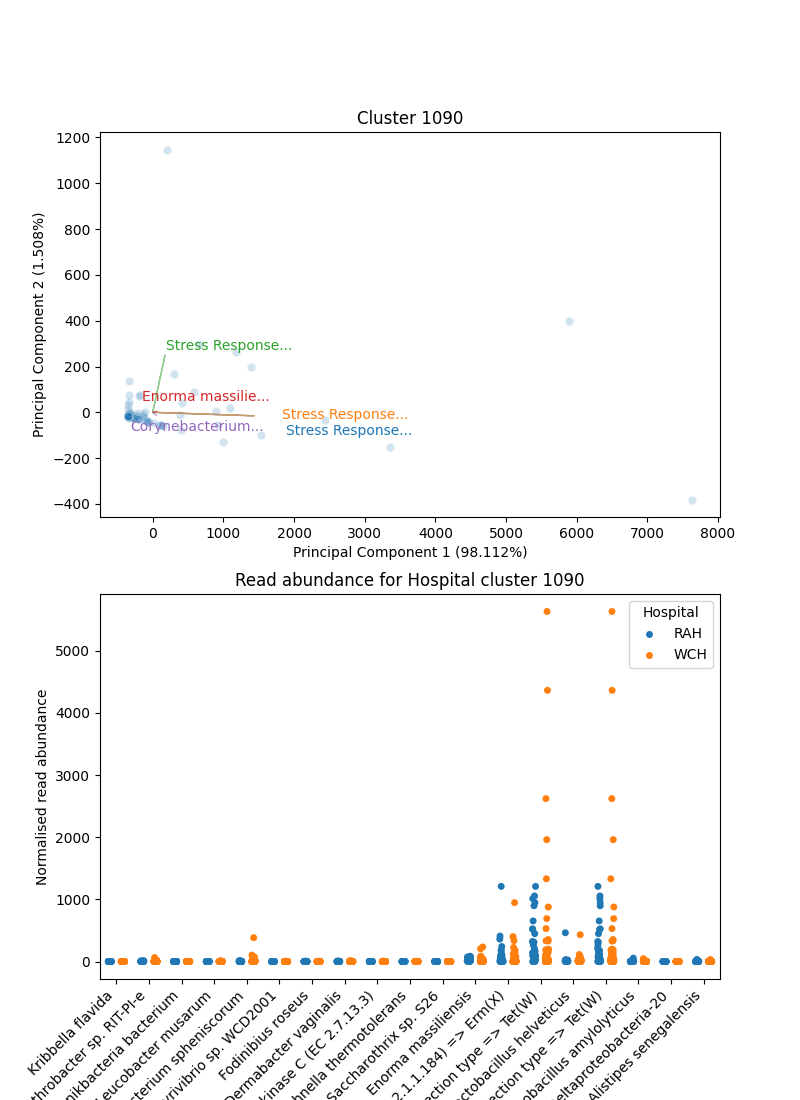 Cluster 1090
1200
1000
800
600
400
200
0
−200
−400
Principal Component 2 (1.508%)
Stress Response...
Enorma massilie...
Stress Response...
Corynebacterium...
Stress Response...
0 1000 2000 3000 4000 5000 6000 7000 8000
Principal Component 1 (98.112%)
Read abundance for Hospital cluster 1090
Hospital
RAH
WCH
5000
4000
3000
2000
1000
0
Normalised read abundance
Kribbella flavida
throbacter sp. RIT-PI-e
nikbacteria bacterium
eucobacter musarum
cterium spheniscorum
yrivibrio sp. WCD2001
Fodinibius roseus
Dermabacter vaginalis
kinase C (EC 2.7.13.3)
hnella thermotolerans
Saccharothrix sp. S26
Enorma massiliensis
2.1.1.184) => Erm(X)
ection type => Tet(W)
ctobacillus helveticus
ection type => Tet(W)
obacillus amylolyticus
eltaproteobacteria-20
Alistipes senegalensis